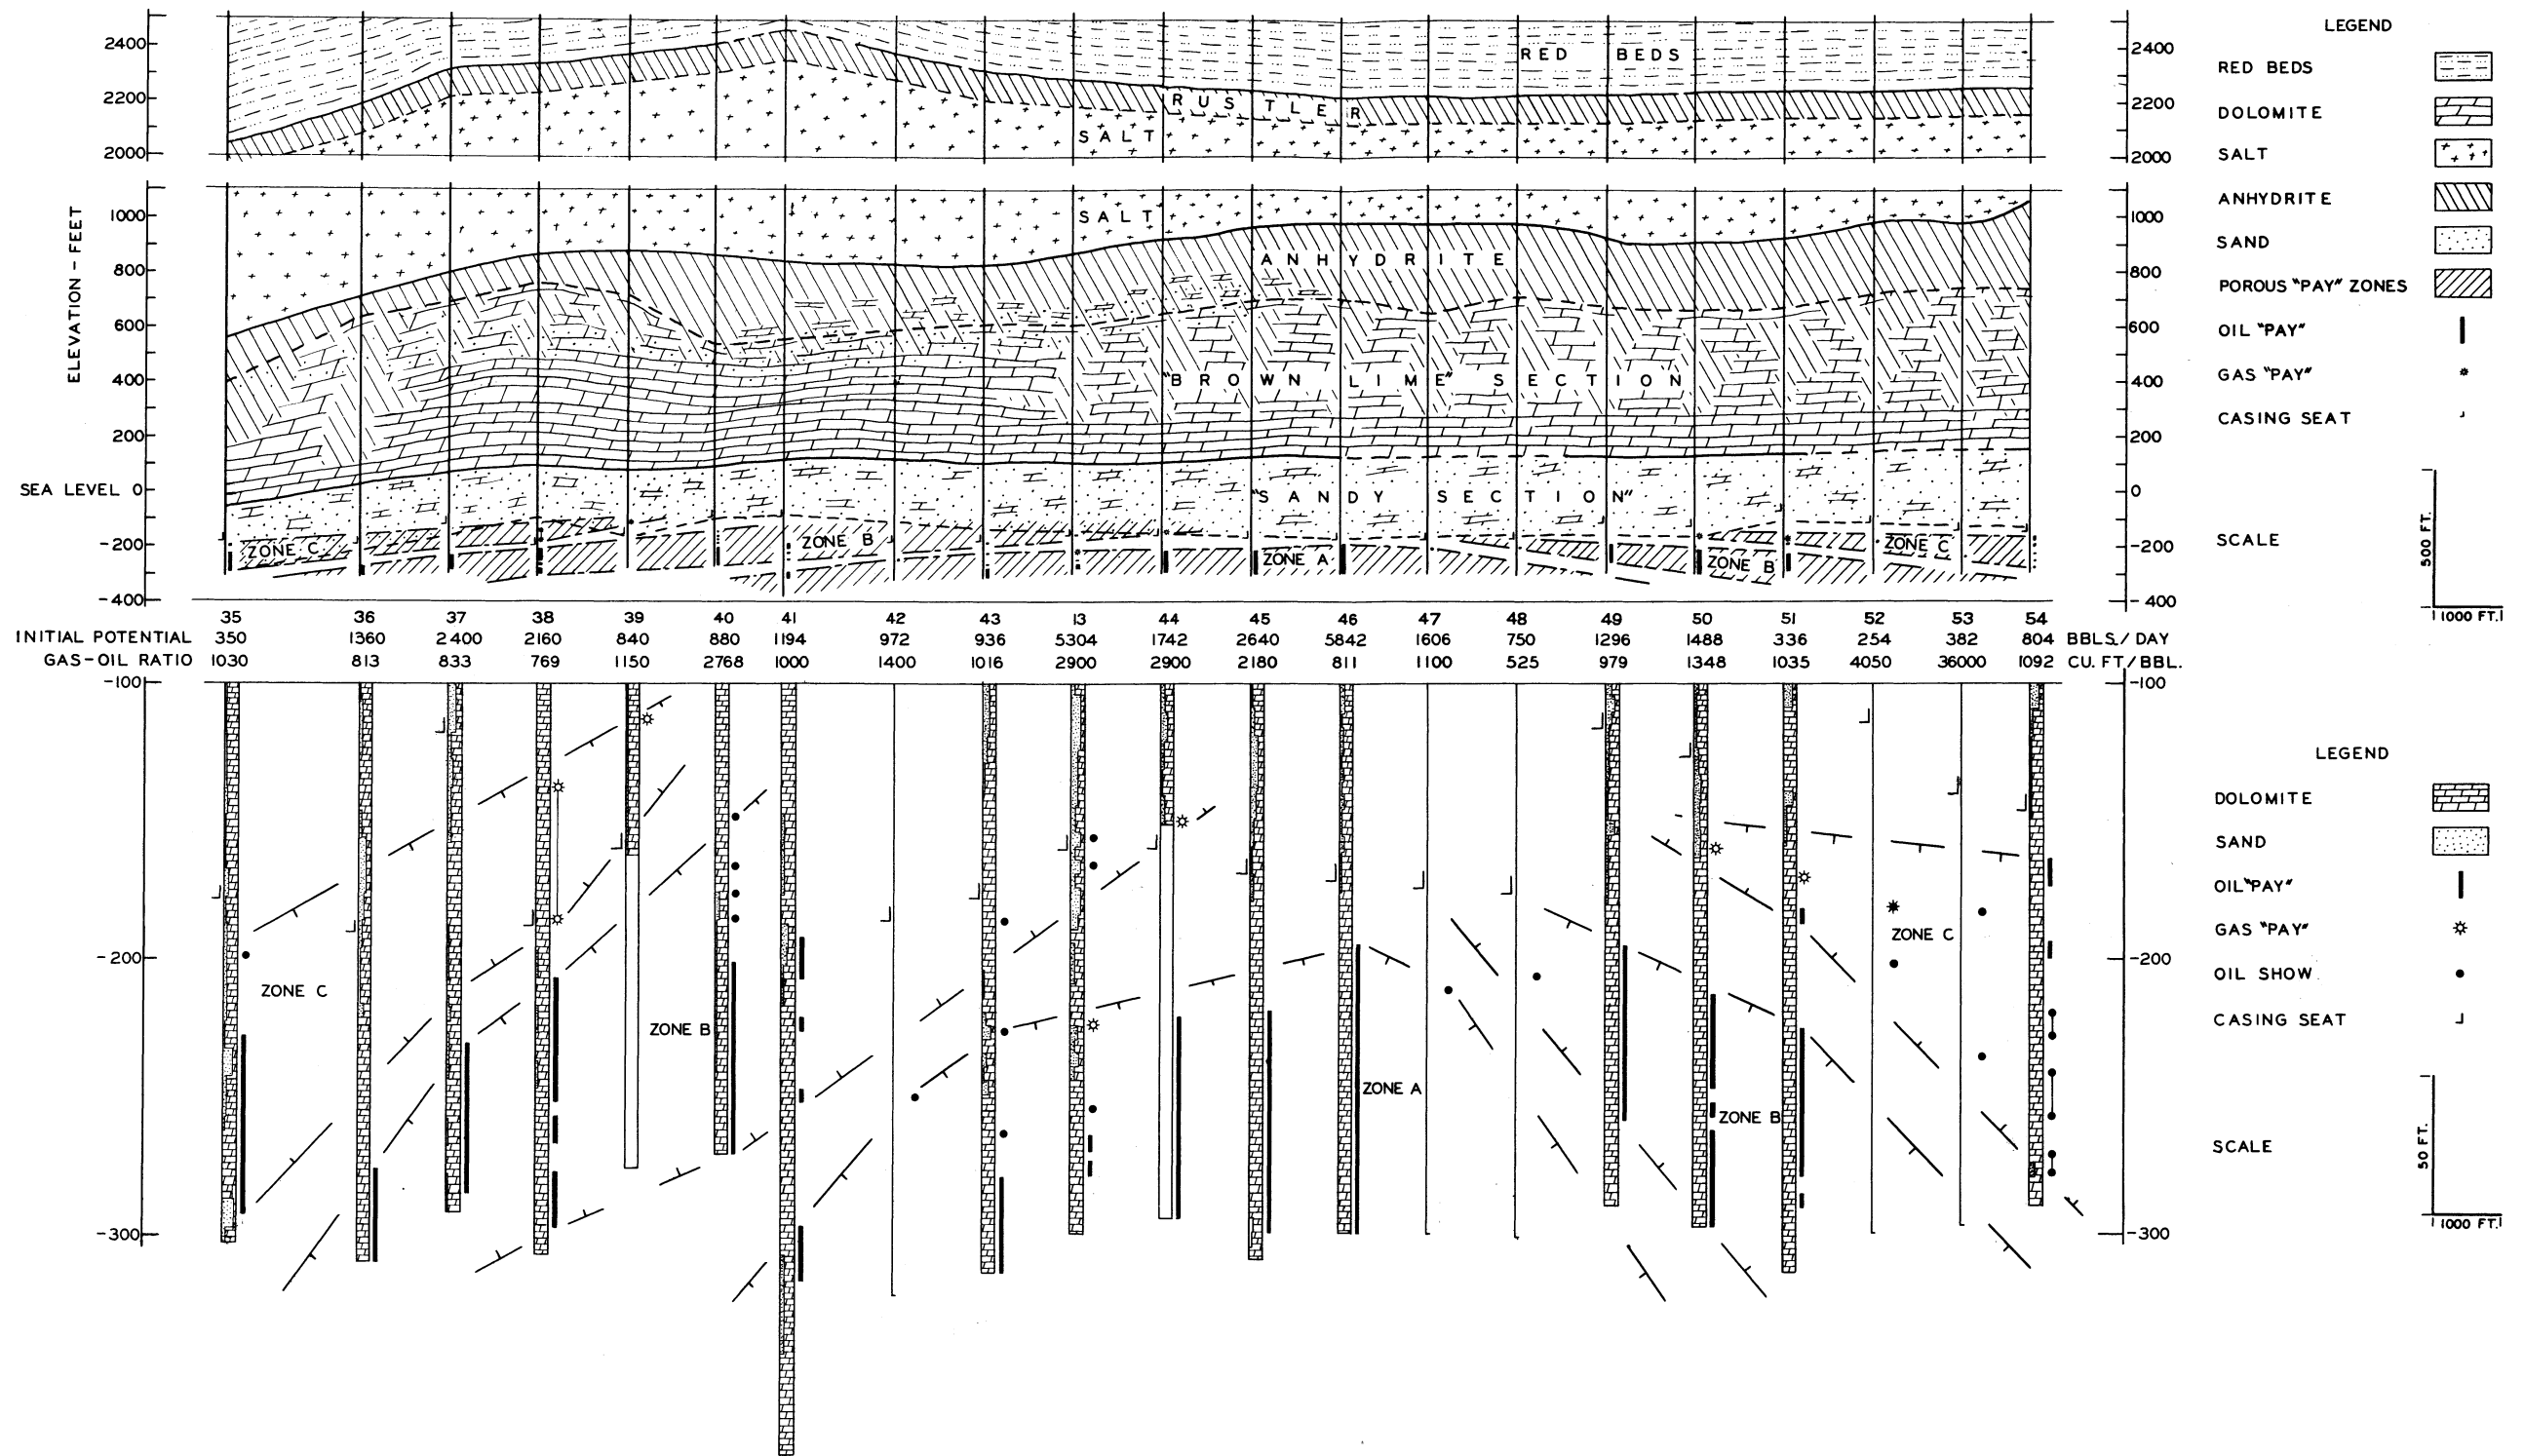 2400
2200
2000
RED BEDS
RUSTLER
SALT
2400
2200
2000
ELEVATION - FEET
1000
800
600
400
200
SEA LEVEL 0
-200
-400
SALT
ANHYDRITE
"BROWN LIME" SECTION
"SANDY SECTION"
ZONE C
ZONE B
ZONE A
ZONE B
ZONE C
1000
800
600
400
200
0
-200
-400
LEGEND
RED BEDS
DOLOMITE
SALT
ANHYDRITE
SAND
POROUS "PAY" ZONES
OIL "PAY"
GAS "PAY"
CASING SEAT
SCALE
500 FT.
1000 FT.
35 36 37 38 39 40 41 42 43 13 44 45 46 47 48 49 50 51 52 53 54
INITIAL POTENTIAL 350 1360 2400 2160 840 880 1194 972 936 5304 1742 2640 5842 1606 750 1296 1488 336 254 382 804 BBLS./DAY
GAS-OIL RATIO 1030 813 833 769 1150 2768 1000 1400 1016 2900 2900 2180 811 1100 525 979 1348 1035 4050 36000 1092 CU. FT/BBL.
-100
-200
-300
ZONE C
ZONE B
ZONE A
ZONE B
ZONE C
-100
-200
-300
LEGEND
DOLOMITE
SAND
OIL "PAY"
GAS "PAY"
OIL SHOW
CASING SEAT
SCALE
50 FT.
1000 FT.